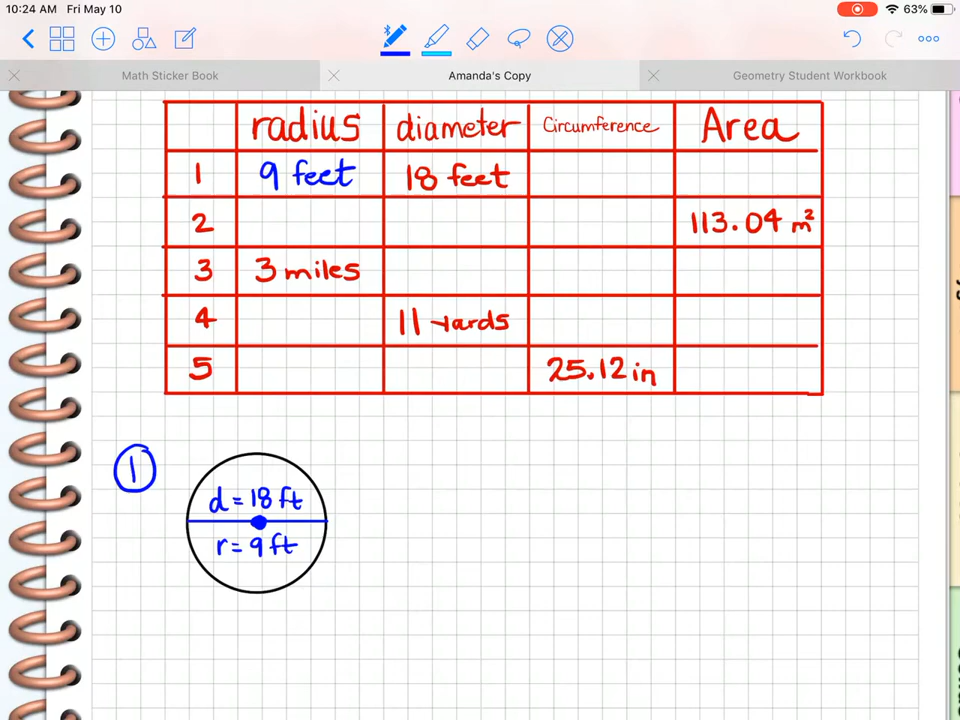 10:24 AM Fri May 10 63%
Math Sticker Book Amanda's Copy Geometry Student Workbook
radius diameter Circumference Area
1 9 feet 18 feet
2 113.04 m²
3 3 miles
4 11 yards
5 25.12 in
1
d = 18 ft
r = 9 ft